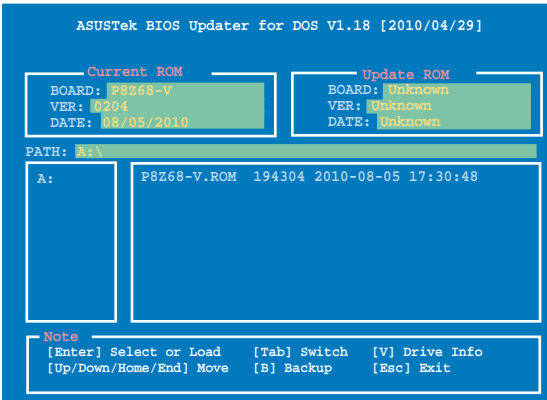 ASUSTek BIOS Updater for DOS V1.18 [2010/04/29]
Current ROM
BOARD: P8Z68-V
VER: 0204
DATE: 08/05/2010
Update ROM
BOARD: Unknown
VER: Unknown
DATE: Unknown
PATH: A:\
A:
P8Z68-V.ROM 194304 2010-08-05 17:30:48
Note
[Enter] Select or Load [Tab] Switch [V] Drive Info
[Up/Down/Home/End] Move [B] Backup [Esc] Exit